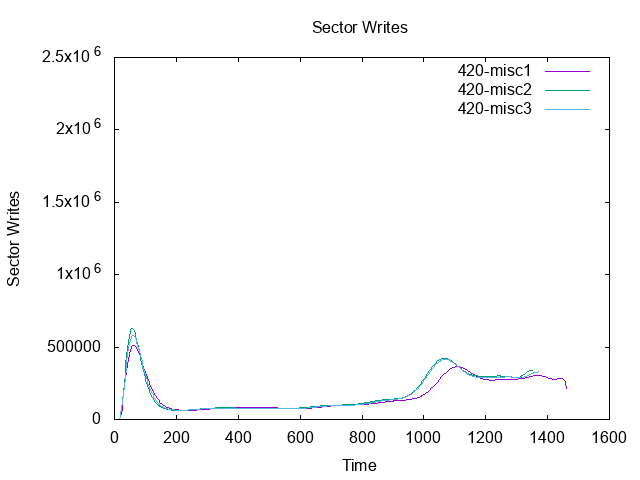 Sector Writes
2.5x10 6
2x10 6
1.5x10 6
1x10 6
500000
0
Sector Writes
420-misc1
420-misc2
420-misc3
0 200 400 600 800 1000 1200 1400 1600
Time